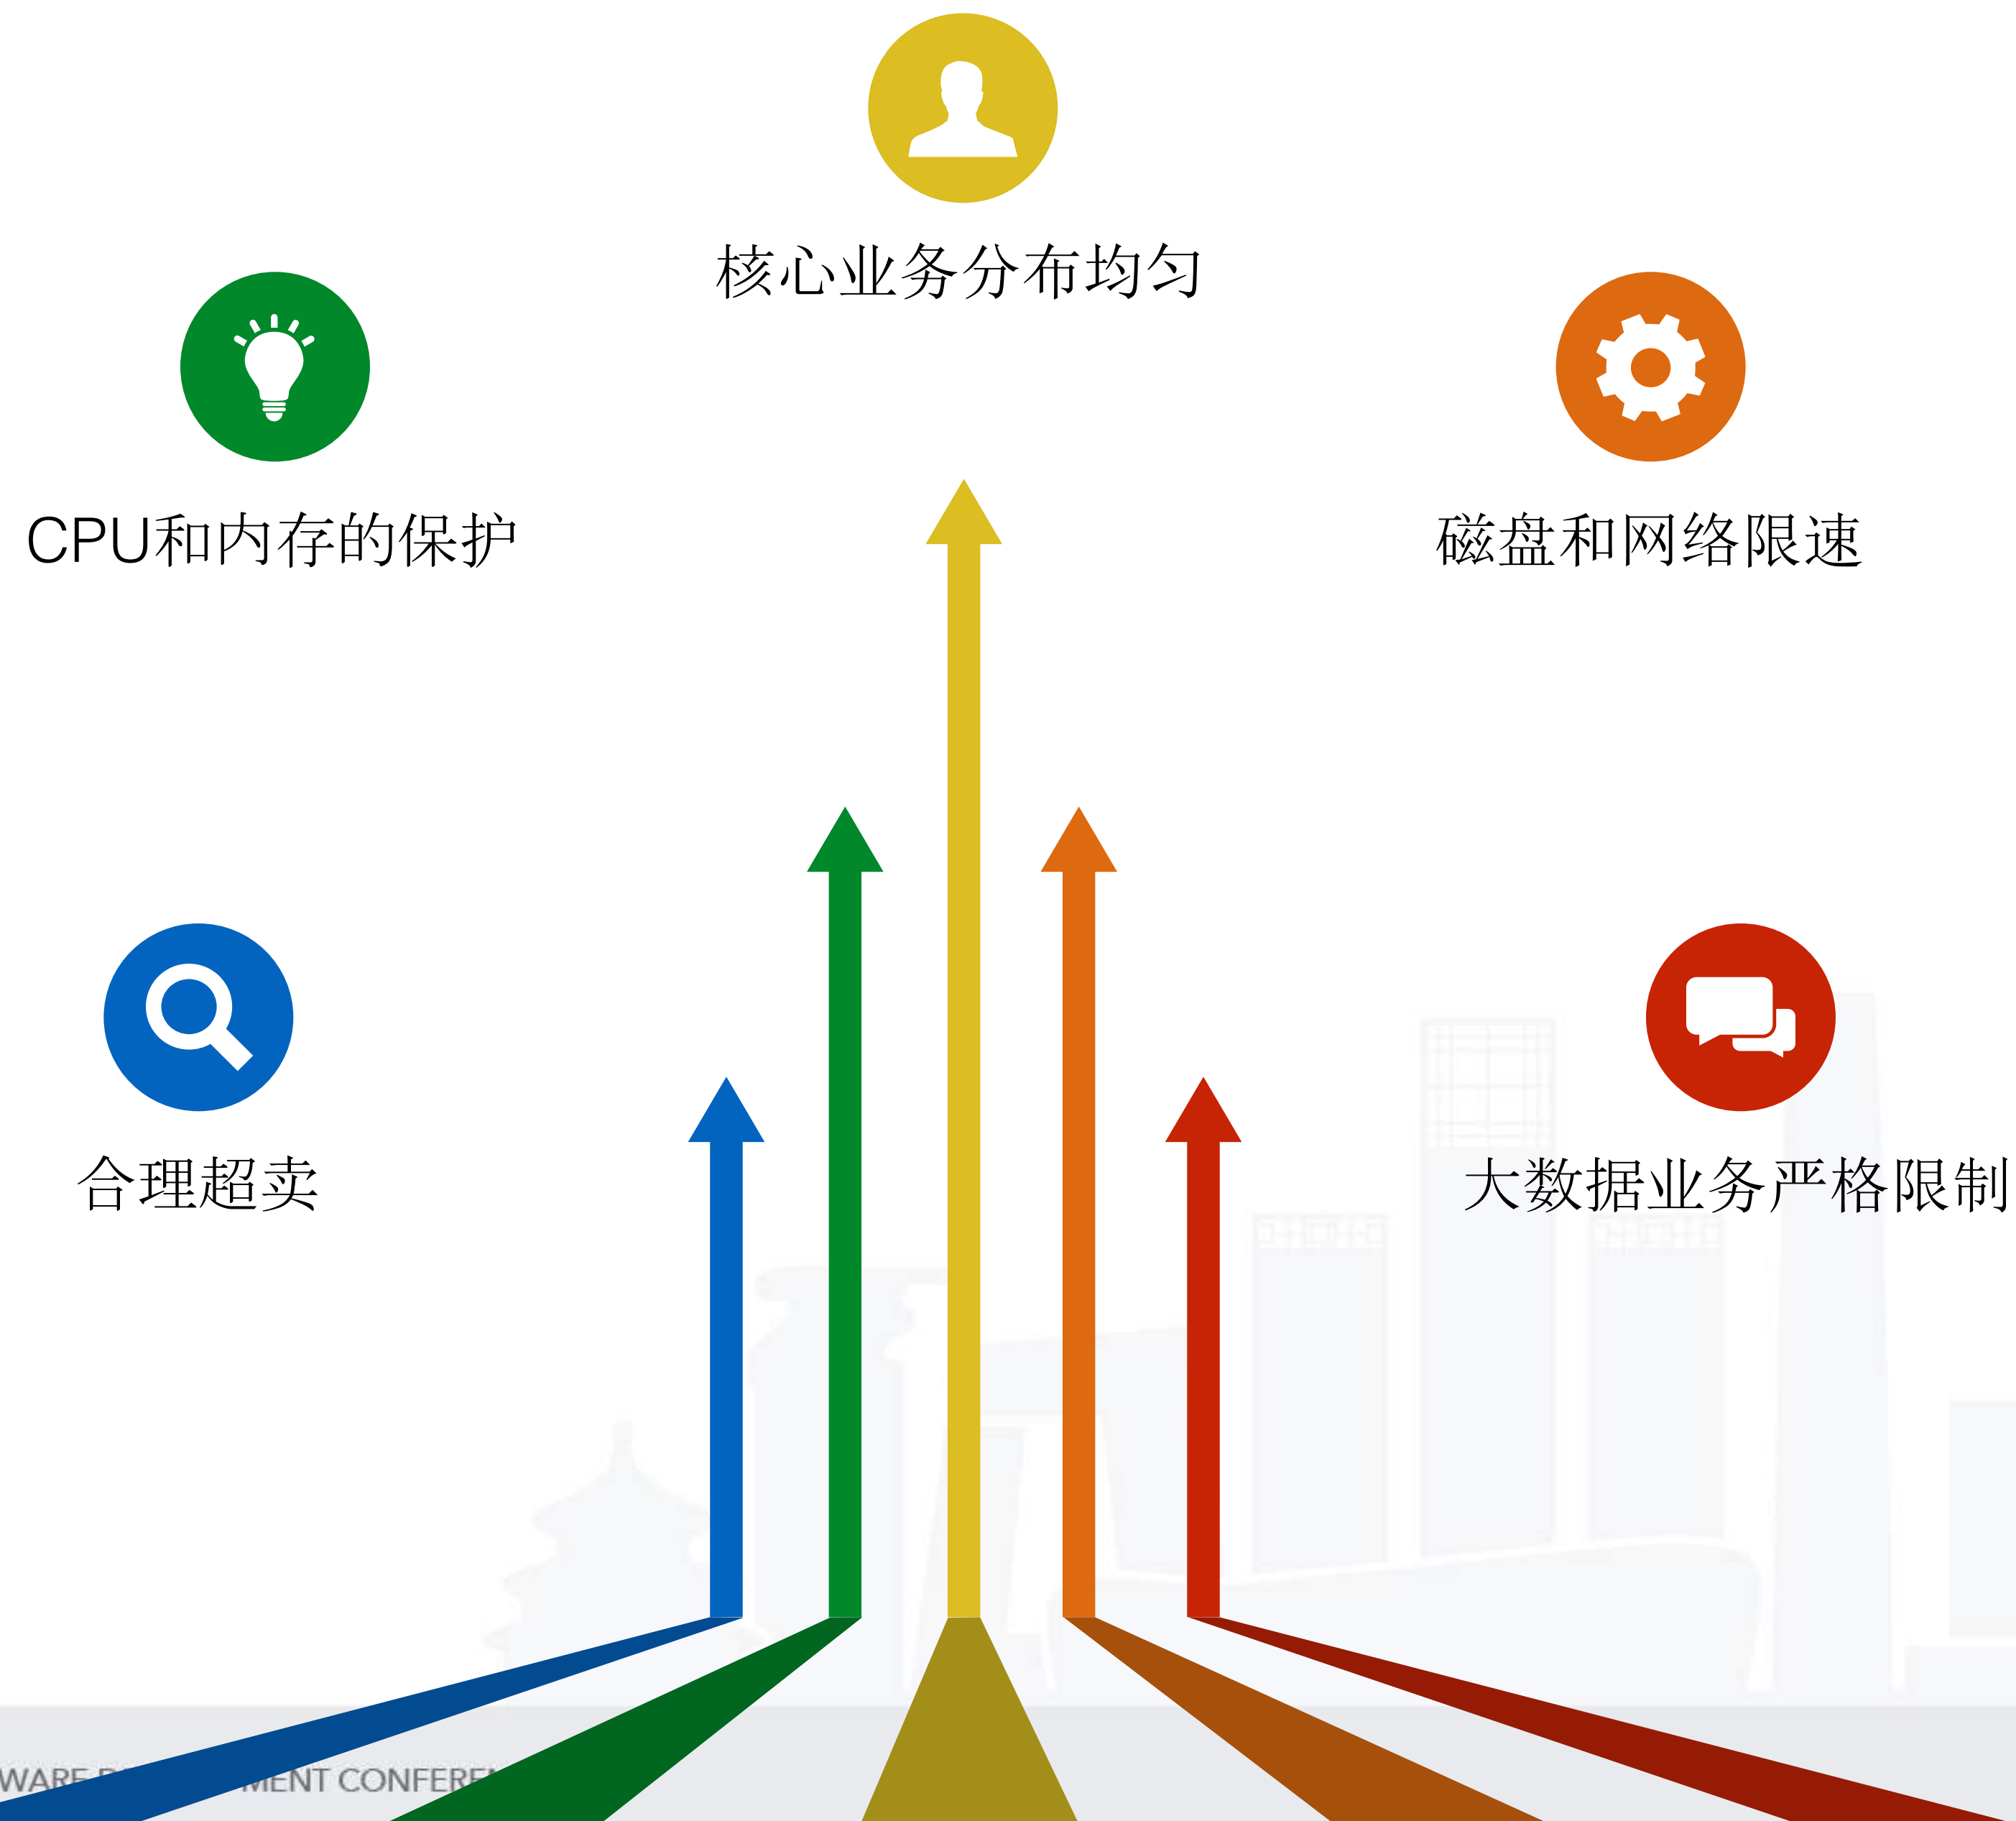 核心业务分布均匀
CPU和内存的保护
磁盘和网络限速
合理超卖
大数据业务严格限制
MENT